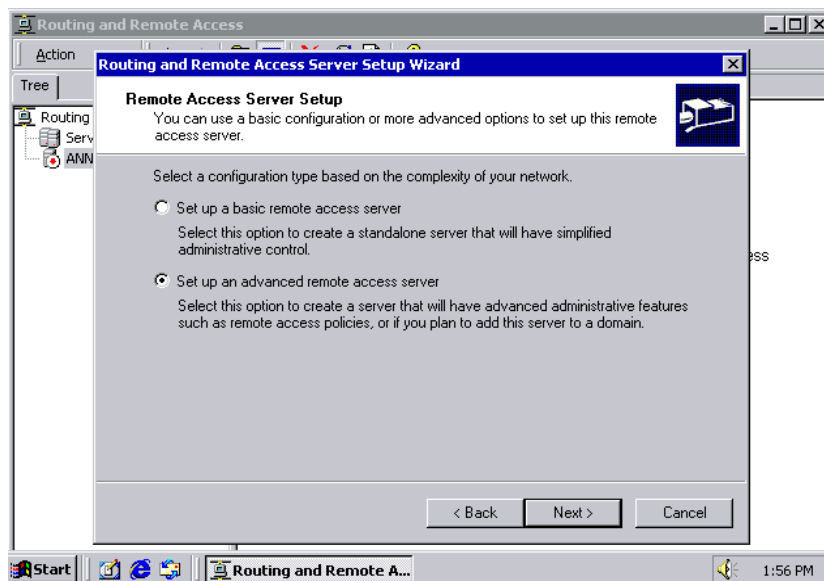 Routing and Remote Access
Action
Routing and Remote Access Server Setup Wizard
Tree
Remote Access Server Setup
You can use a basic configuration or more advanced options to set up this remote
access server.
Routing
Serv
ANN
Select a configuration type based on the complexity of your network.
Set up a basic remote access server
Select this option to create a standalone server that will have simplified
administrative control.
ess
Set up an advanced remote access server
Select this option to create a server that will have advanced administrative features
such as remote access policies, or if you plan to add this server to a domain.
< Back
Next >
Cancel
Start
Routing and Remote A...
1:56 PM